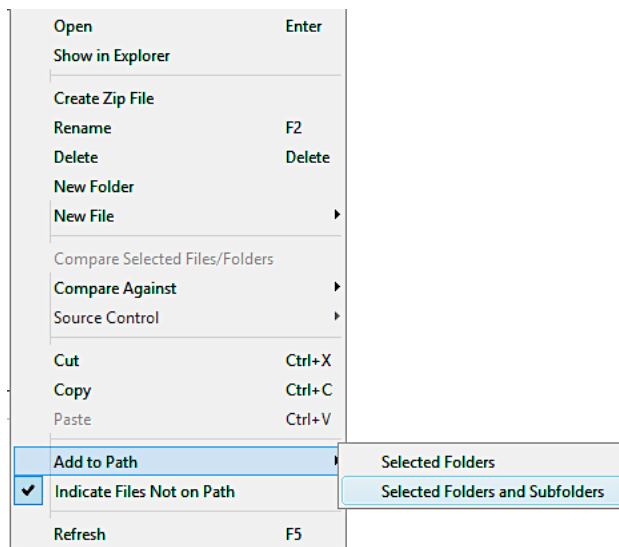 Open Enter
Show in Explorer
Create Zip File
Rename F2
Delete Delete
New Folder
New File
Compare Selected Files/Folders
Compare Against
Source Control
Cut Ctrl+X
Copy Ctrl+C
Paste Ctrl+V
Add to Path Selected Folders
Indicate Files Not on Path Selected Folders and Subfolders
Refresh F5